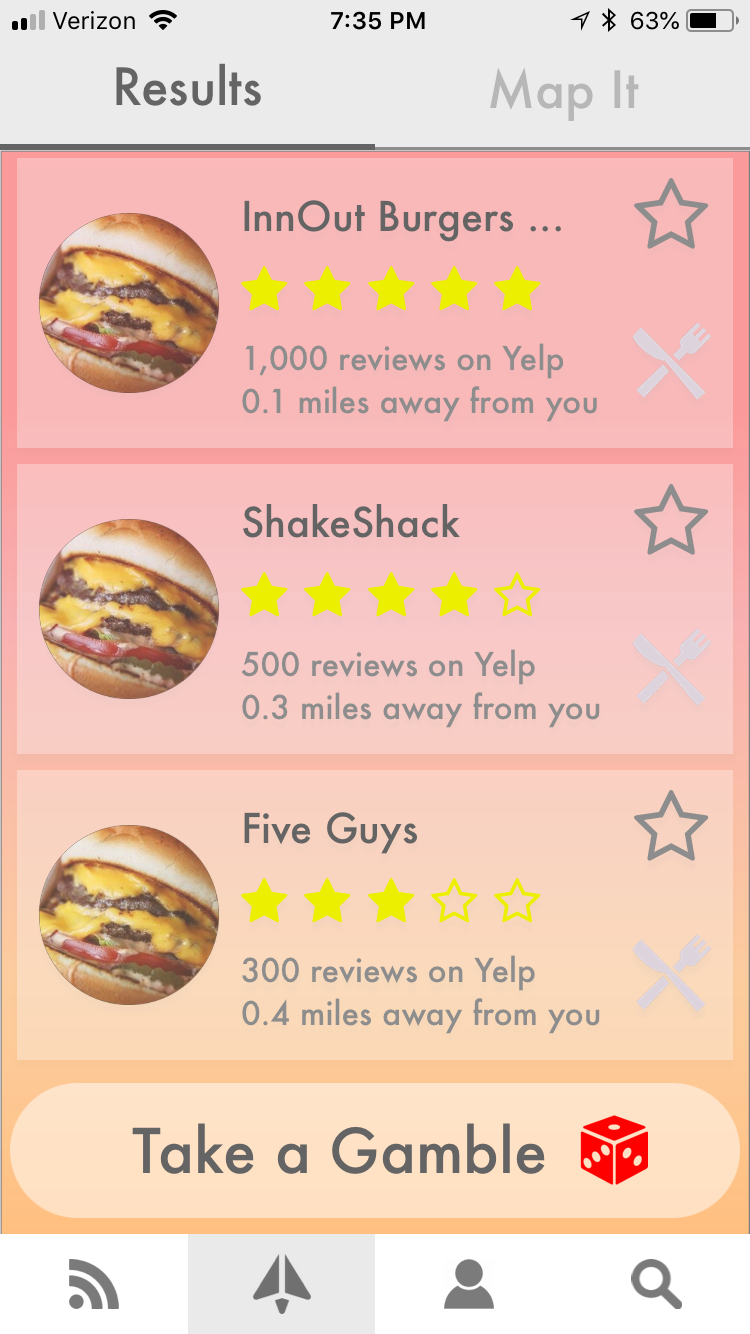 Verizon 7:35 PM 63%
Results Map It
InnOut Burgers ...
1,000 reviews on Yelp
0.1 miles away from you
ShakeShack
500 reviews on Yelp
0.3 miles away from you
Five Guys
300 reviews on Yelp
0.4 miles away from you
Take a Gamble